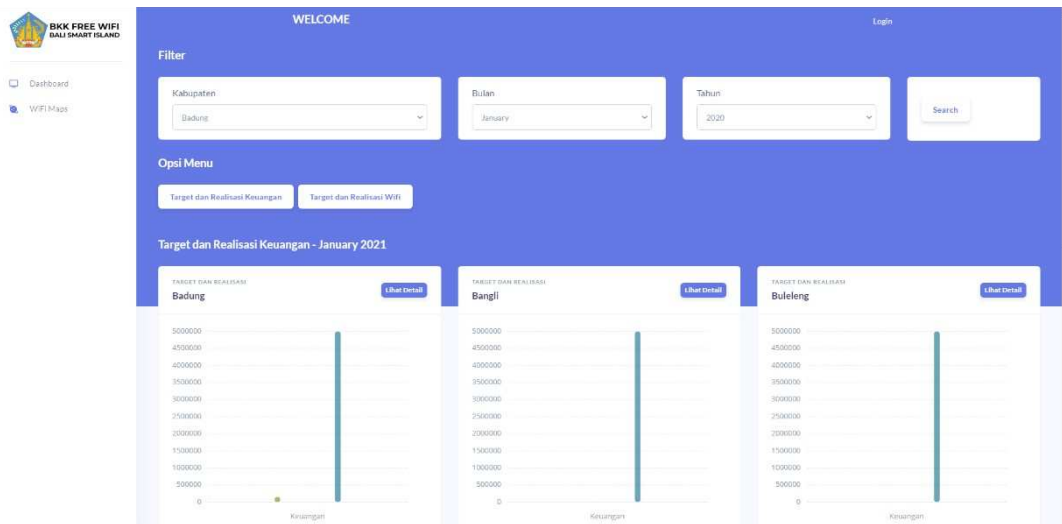 BKK FREE WIFI
BALI SMART ISLAND
Dashboard
WIFI Maps
WELCOME
Login
Filter
Kabupaten
Badung
Bulan
January
Tahun
2020
Search
Opsi Menu
Target dan Realisasi Keuangan
Target dan Realisasi Wifi
Target dan Realisasi Keuangan - January 2021
TARGET DAN REALISASI
Badung
Lihat Detail
5000000
4500000
4000000
3500000
3000000
2500000
2000000
1500000
1000000
500000
0
Keuangan
TARGET DAN REALISASI
Bangli
Lihat Detail
5000000
4500000
4000000
3500000
3000000
2500000
2000000
1500000
1000000
500000
0
Keuangan
TARGET DAN REALISASI
Buleleng
Lihat Detail
5000000
4500000
4000000
3500000
3000000
2500000
2000000
1500000
1000000
500000
0
Keuangan